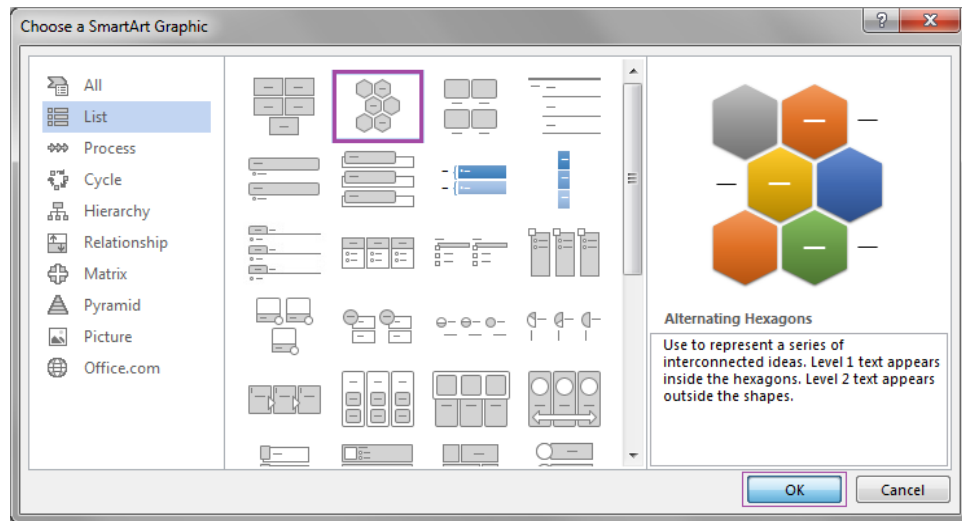 Choose a SmartArt Graphic
?
All
List
Process
Cycle
Hierarchy
Relationship
Matrix
Pyramid
Picture
Office.com
Alternating Hexagons
Use to represent a series of
interconnected ideas. Level 1 text appears
inside the hexagons. Level 2 text appears
outside the shapes.
OK
Cancel